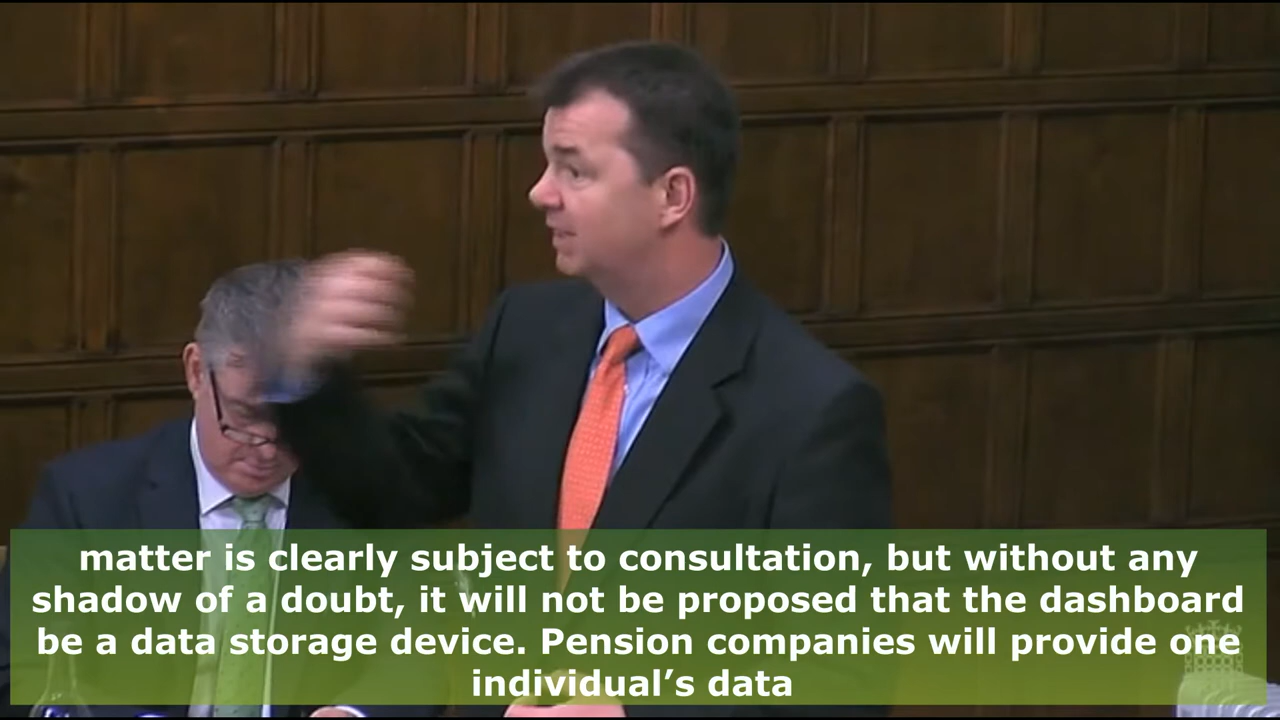 matter is clearly subject to consultation, but without any
shadow of a doubt, it will not be proposed that the dashboard
be a data storage device. Pension companies will provide one
individual’s data